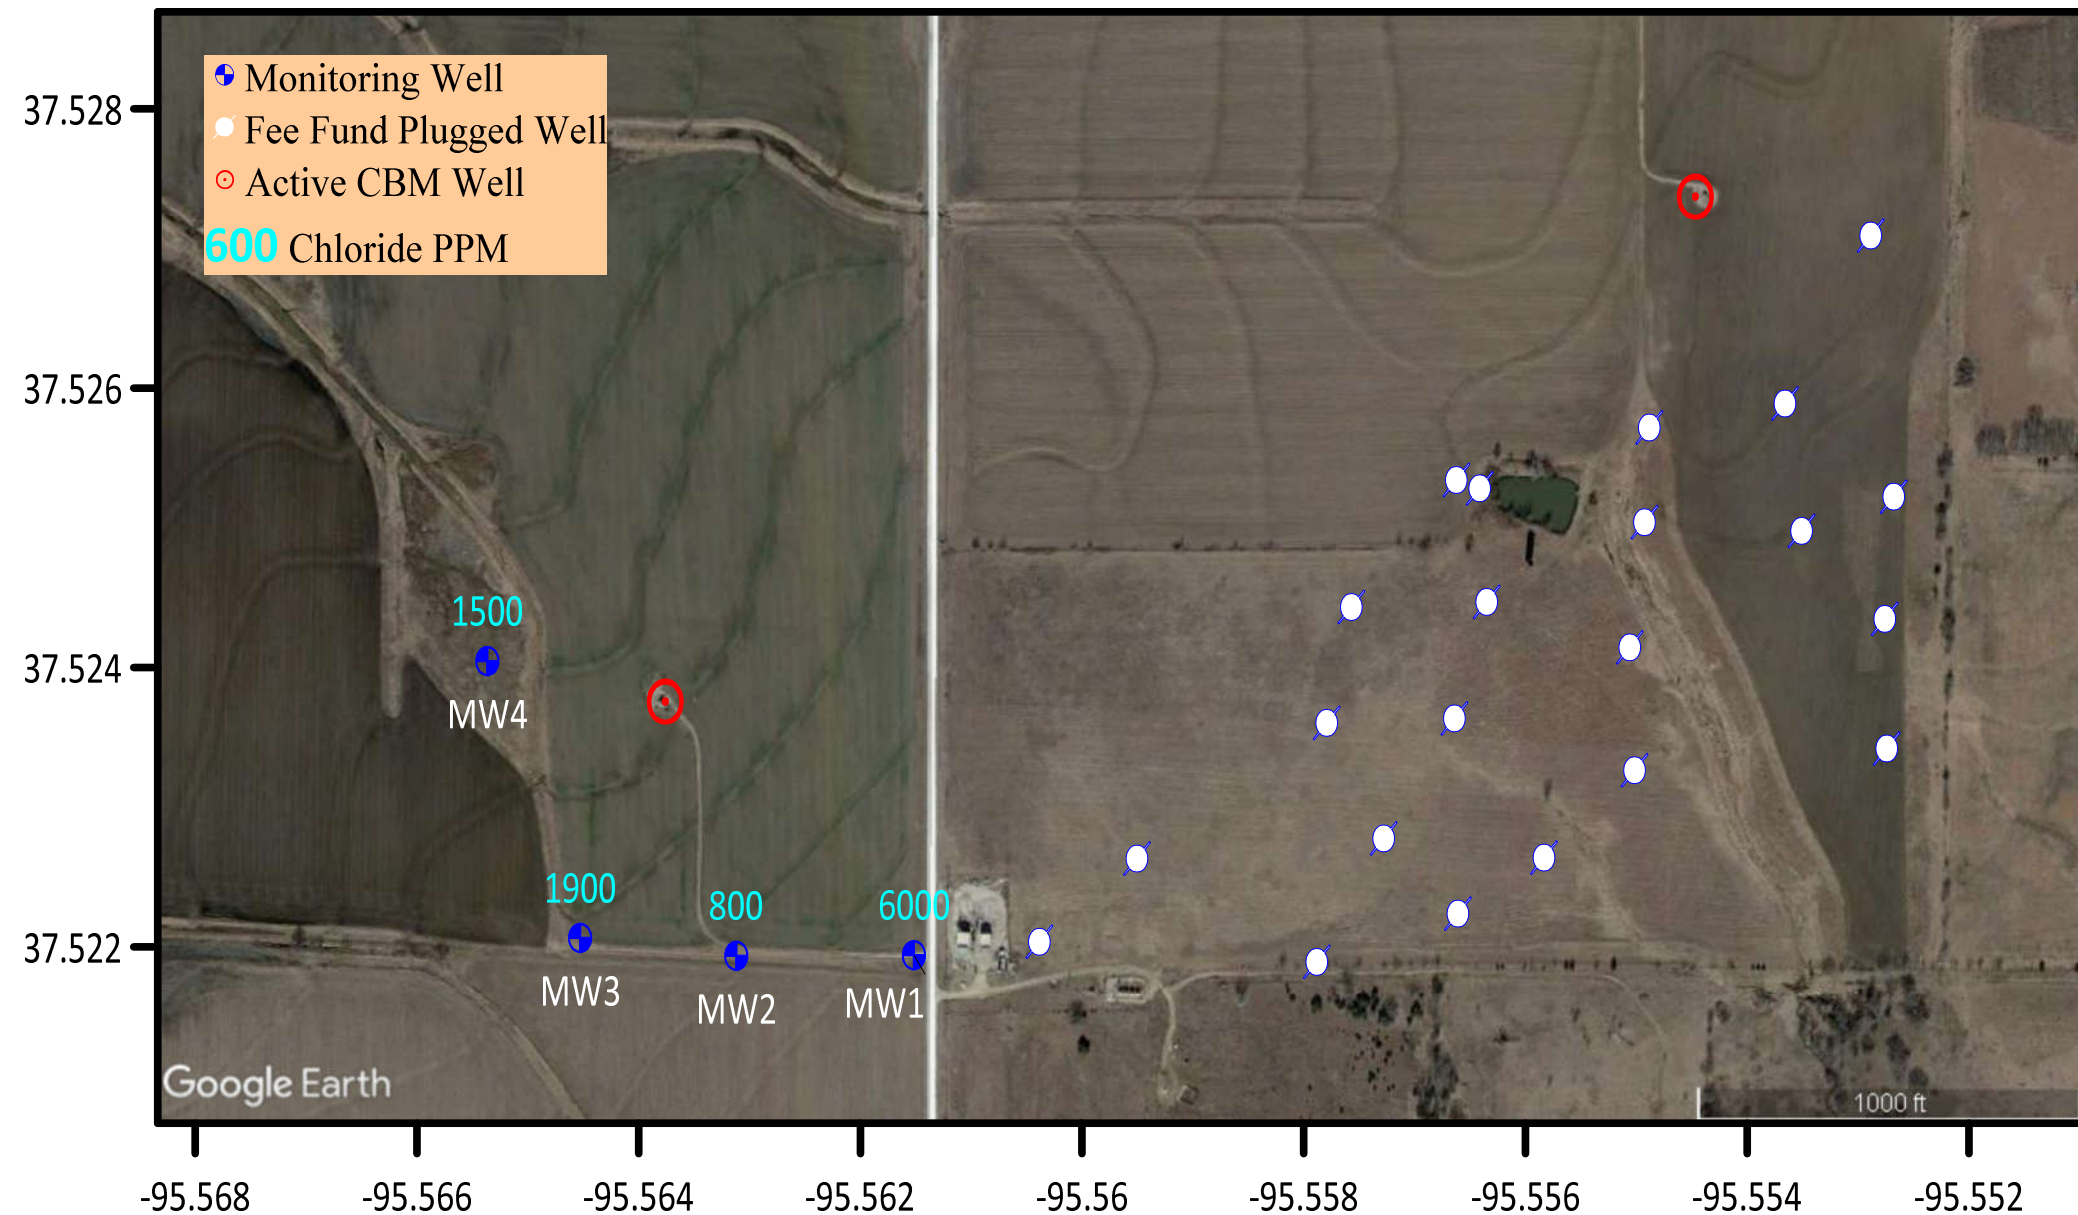 Monitoring Well
Fee Fund Plugged Well
Active CBM Well
600 Chloride PPM
37.528
37.526
37.524
37.522
1500
MW4
1900
800
6000
MW3
MW2
MW1
Google Earth
1000 ft
-95.568
-95.566
-95.564
-95.562
-95.56
-95.558
-95.556
-95.554
-95.552